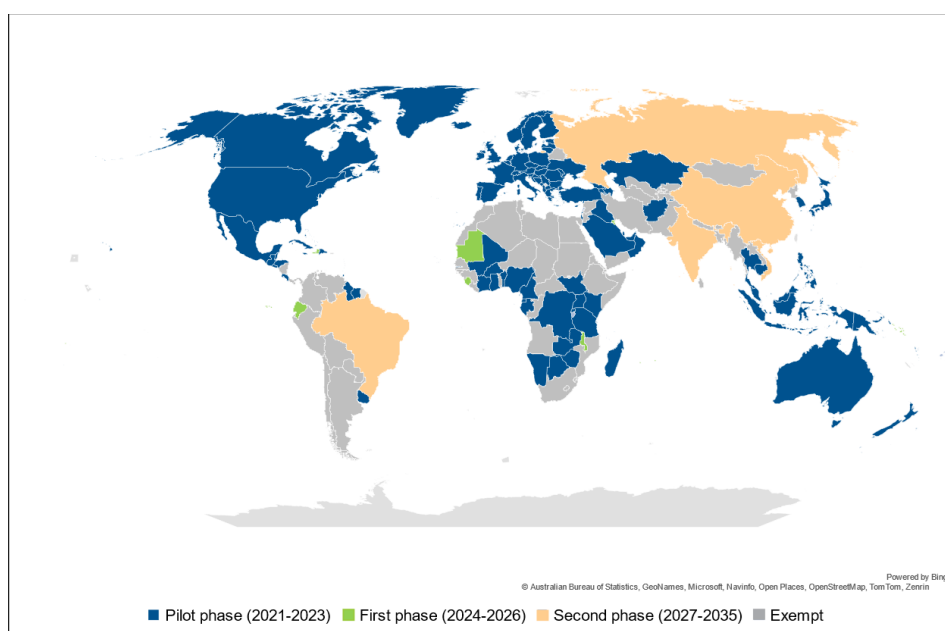 Powered by Bing
© Australian Bureau of Statistics, GeoNames, Microsoft, Navinfo, Open Places, OpenStreetMap, TomTom, Zenrin
Pilot phase (2021-2023) First phase (2024-2026) Second phase (2027-2035) Exempt